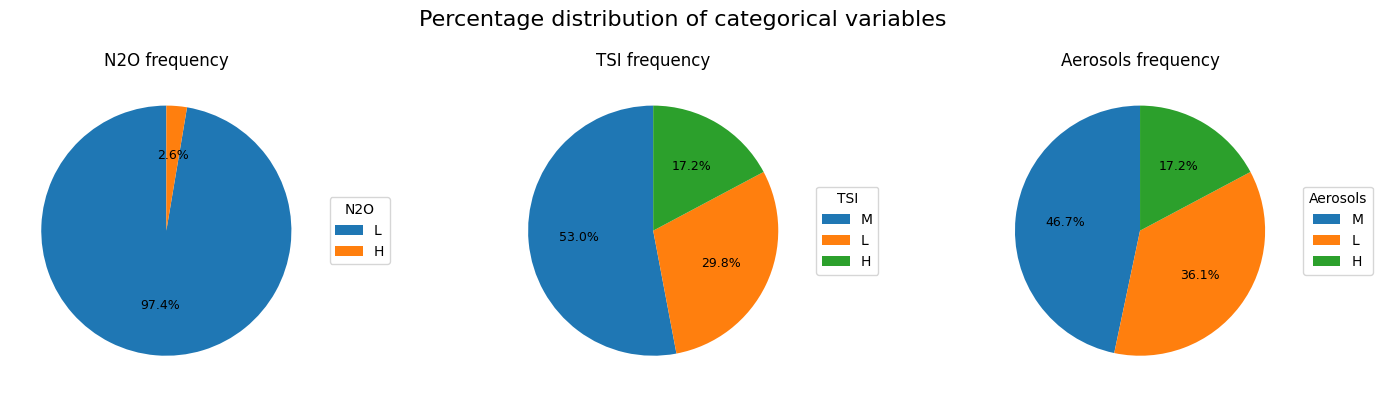 Percentage distribution of categorical variables
N2O frequency
2.6%
97.4%
N2O
L
H
TSI frequency
17.2%
53.0%
29.8%
TSI
M
L
H
Aerosols frequency
17.2%
46.7%
36.1%
Aerosols
M
L
H